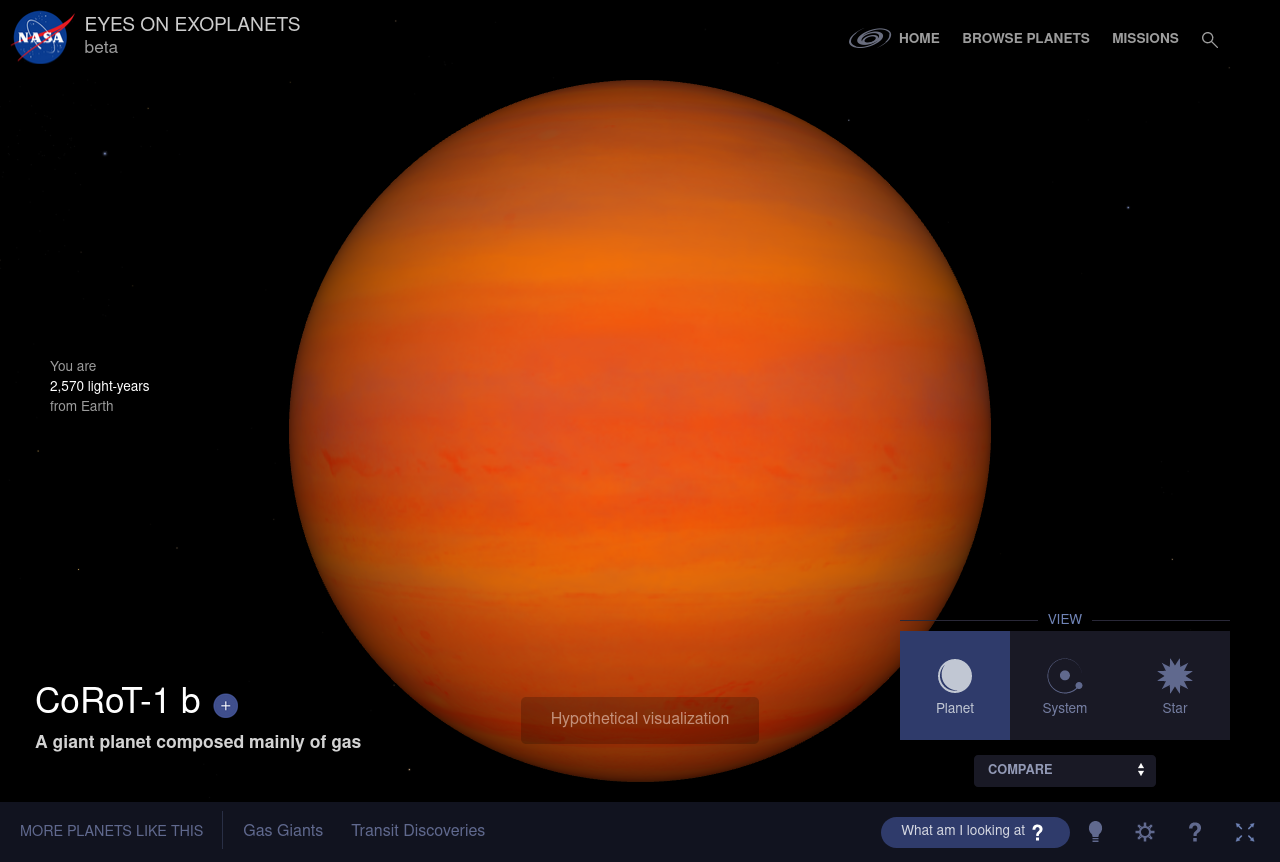 NASA
EYES ON EXOPLANETS
beta
HOME
BROWSE PLANETS
MISSIONS
You are
2,570 light-years
from Earth
CoRoT-1 b +
A giant planet composed mainly of gas
Hypothetical visualization
VIEW
Planet
System
Star
COMPARE
MORE PLANETS LIKE THIS
Gas Giants
Transit Discoveries
What am I looking at ?
?